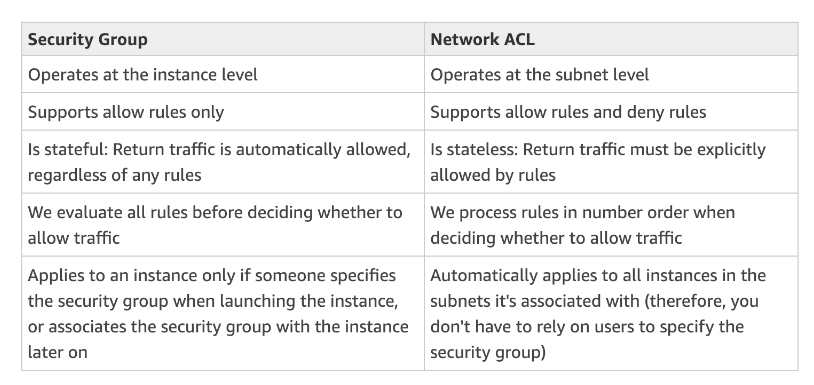 Security Group
Network ACL
Operates at the instance level
Operates at the subnet level
Supports allow rules only
Supports allow rules and deny rules
Is stateful: Return traffic is automatically allowed,
regardless of any rules
Is stateless: Return traffic must be explicitly
allowed by rules
We evaluate all rules before deciding whether to
allow traffic
We process rules in number order when
deciding whether to allow traffic
Applies to an instance only if someone specifies
the security group when launching the instance,
or associates the security group with the instance
later on
Automatically applies to all instances in the
subnets it's associated with (therefore, you
don't have to rely on users to specify the
security group)